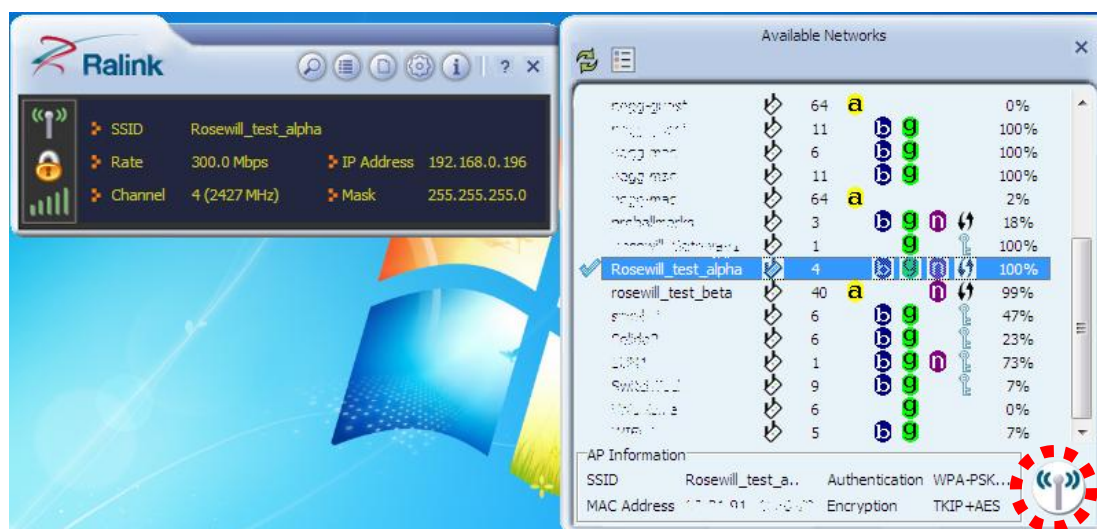 Ralink
i ? ×
SSID Rosewill_test_alpha
Rate 300.0 Mbps IP Address 192.168.0.196
Channel 4 (2427 MHz) Mask 255.255.255.0
Available Networks ×
64 a 0%
11 b g 100%
6 b g 100%
11 b g 100%
64 a 2%
3 b g n 18%
1 g 100%
Rosewill_test_alpha 4 b g n 100%
rosewill_test_beta 40 a n 99%
6 b g 47%
6 b g 23%
1 b g n 73%
9 b g 7%
6 g 0%
5 b g 7%
AP Information
SSID Rosewill_test_a.. Authentication WPA-PSK...
MAC Address Encryption TKIP+AES